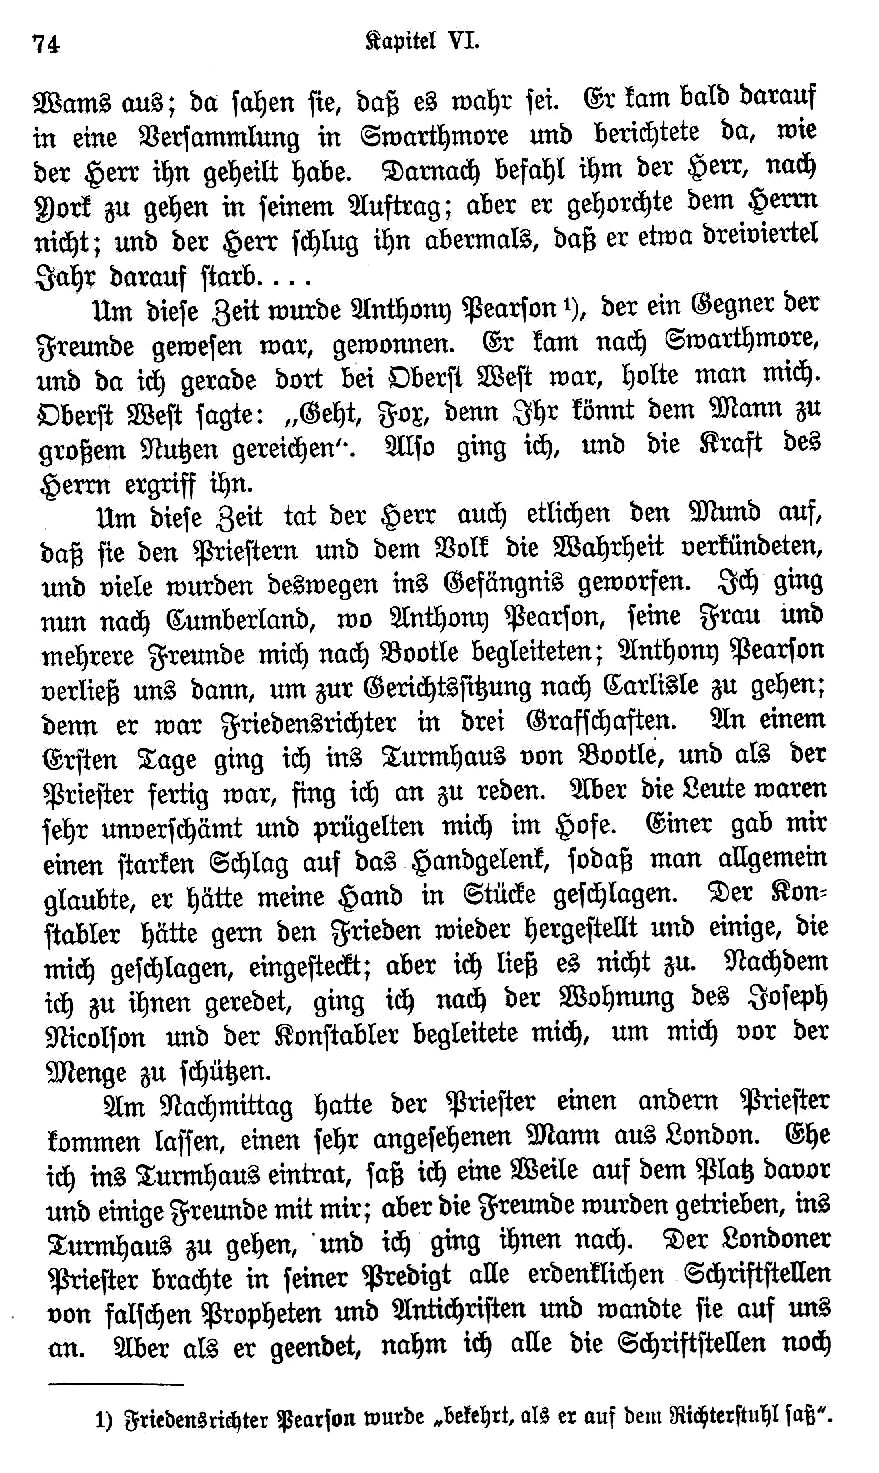 74 Kapitel VI.
Wams aus; da sahen sie, daß es wahr sei. Er kam bald darauf
in eine Versammlung in Swarthmore und berichtete da, wie
der Herr ihn geheilt habe. Darnach befahl ihm der Herr, nach
York zu gehen in seinem Auftrag; aber er gehorchte dem Herrn
nicht; und der Herr schlug ihn abermals, daß er etwa dreiviertel
Jahr darauf starb. . . .
Um diese Zeit wurde Anthony Pearson ¹), der ein Gegner der
Freunde gewesen war, gewonnen. Er kam nach Swarthmore,
und da ich gerade dort bei Oberst West war, holte man mich.
Oberst West sagte: „Geht, Fox, denn Ihr könnt dem Mann zu
großem Nutzen gereichen“. Also ging ich, und die Kraft des
Herrn ergriff ihn.
Um diese Zeit tat der Herr auch etlichen den Mund auf,
daß sie den Priestern und dem Volk die Wahrheit verkündeten,
und viele wurden deswegen ins Gefängnis geworfen. Ich ging
nun nach Cumberland, wo Anthony Pearson, seine Frau und
mehrere Freunde mich nach Bootle begleiteten; Anthony Pearson
verließ uns dann, um zur Gerichtssitzung nach Carlisle zu gehen;
denn er war Friedensrichter in drei Grafschaften. An einem
Ersten Tage ging ich ins Turmhaus von Bootle, und als der
Priester fertig war, fing ich an zu reden. Aber die Leute waren
sehr unverschämt und prügelten mich im Hofe. Einer gab mir
einen starken Schlag auf das Handgelenk, sodaß man allgemein
glaubte, er hätte meine Hand in Stücke geschlagen. Der Kon-
stabler hätte gern den Frieden wieder hergestellt und einige, die
mich geschlagen, eingesteckt; aber ich ließ es nicht zu. Nachdem
ich zu ihnen geredet, ging ich nach der Wohnung des Joseph
Nicolson und der Konstabler begleitete mich, um mich vor der
Menge zu schützen.
Am Nachmittag hatte der Priester einen andern Priester
kommen lassen, einen sehr angesehenen Mann aus London. Ehe
ich ins Turmhaus eintrat, saß ich eine Weile auf dem Platz davor
und einige Freunde mit mir; aber die Freunde wurden getrieben, ins
Turmhaus zu gehen, und ich ging ihnen nach. Der Londoner
Priester brachte in seiner Predigt alle erdenklichen Schriftstellen
von falschen Propheten und Antichristen und wandte sie auf uns
an. Aber als er geendet, nahm ich alle die Schriftstellen noch
1) Friedensrichter Pearson wurde „bekehrt, als er auf dem Richterstuhl saß“.